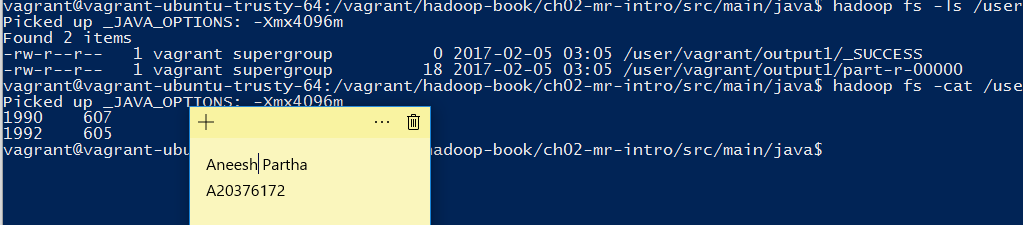 vagrant@vagrant-ubuntu-trusty-64:/vagrant/hadoop-book/ch02-mr-intro/src/main/java$ hadoop fs -ls /user
Picked up _JAVA_OPTIONS: -Xmx4096m
Found 2 items
-rw-r--r--   1 vagrant supergroup          0 2017-02-05 03:05 /user/vagrant/output1/_SUCCESS
-rw-r--r--   1 vagrant supergroup         18 2017-02-05 03:05 /user/vagrant/output1/part-r-00000
vagrant@vagrant-ubuntu-trusty-64:/vagrant/hadoop-book/ch02-mr-intro/src/main/java$ hadoop fs -cat /use
Picked up _JAVA_OPTIONS: -Xmx4096m
1990    607
1992    605
vagrant@vagrant-ubu /hadoop-book/ch02-mr-intro/src/main/java$
Aneesh Partha
A20376172